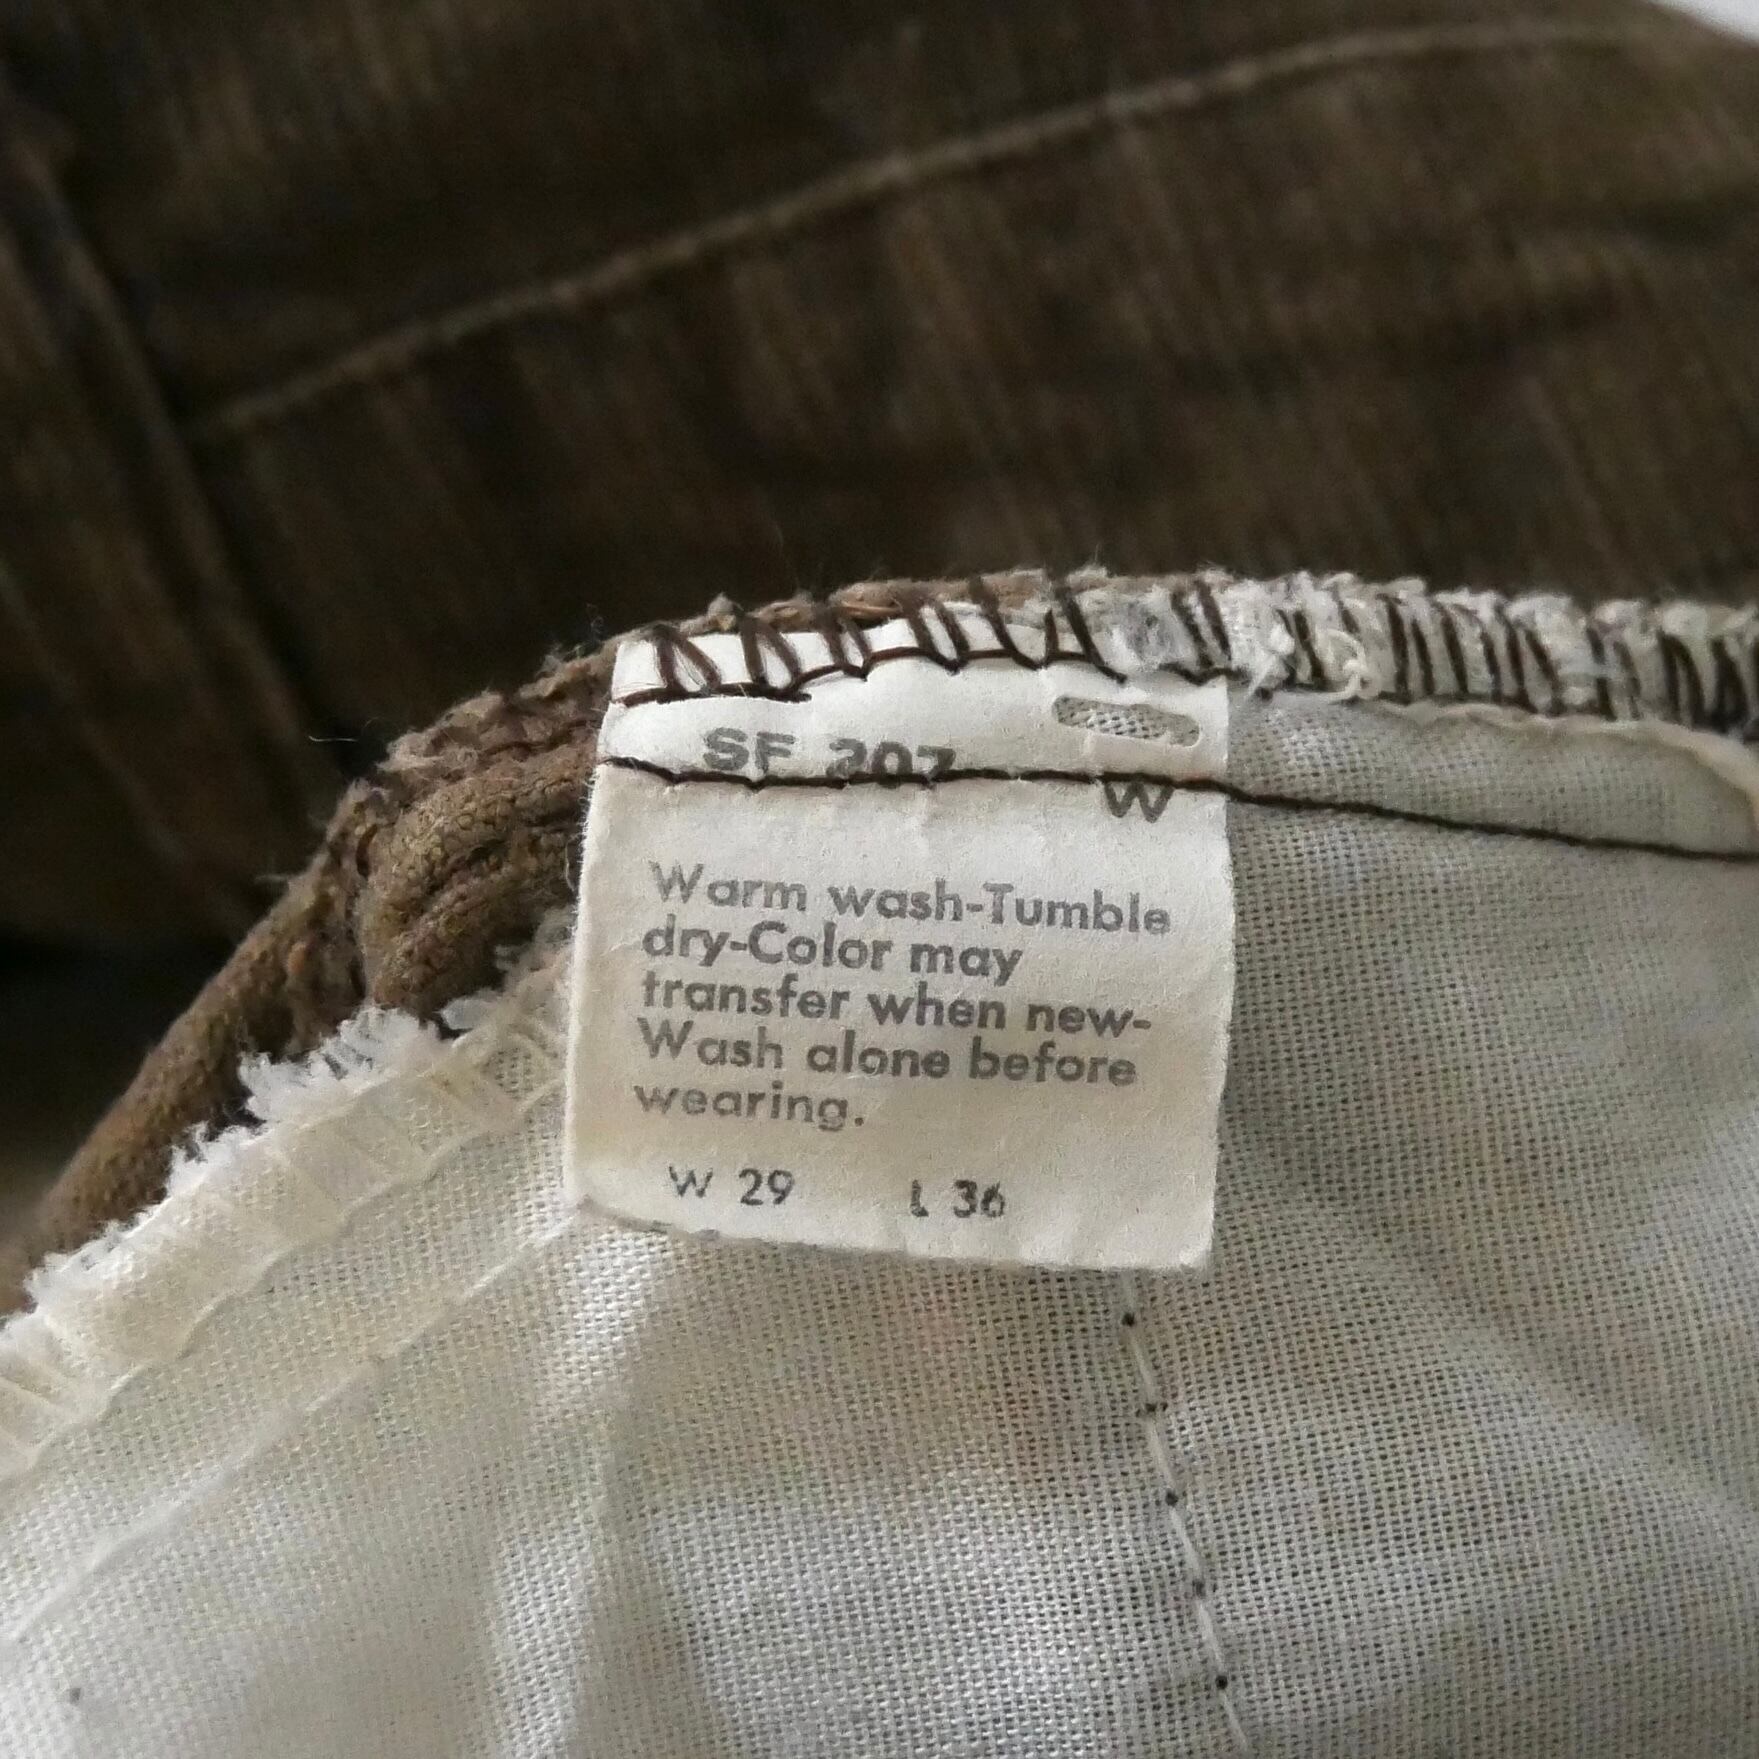 SF 207
W
Warm wash-Tumble
dry-Color may
transfer when new-
Wash alone before
wearing.
W 29 L 36